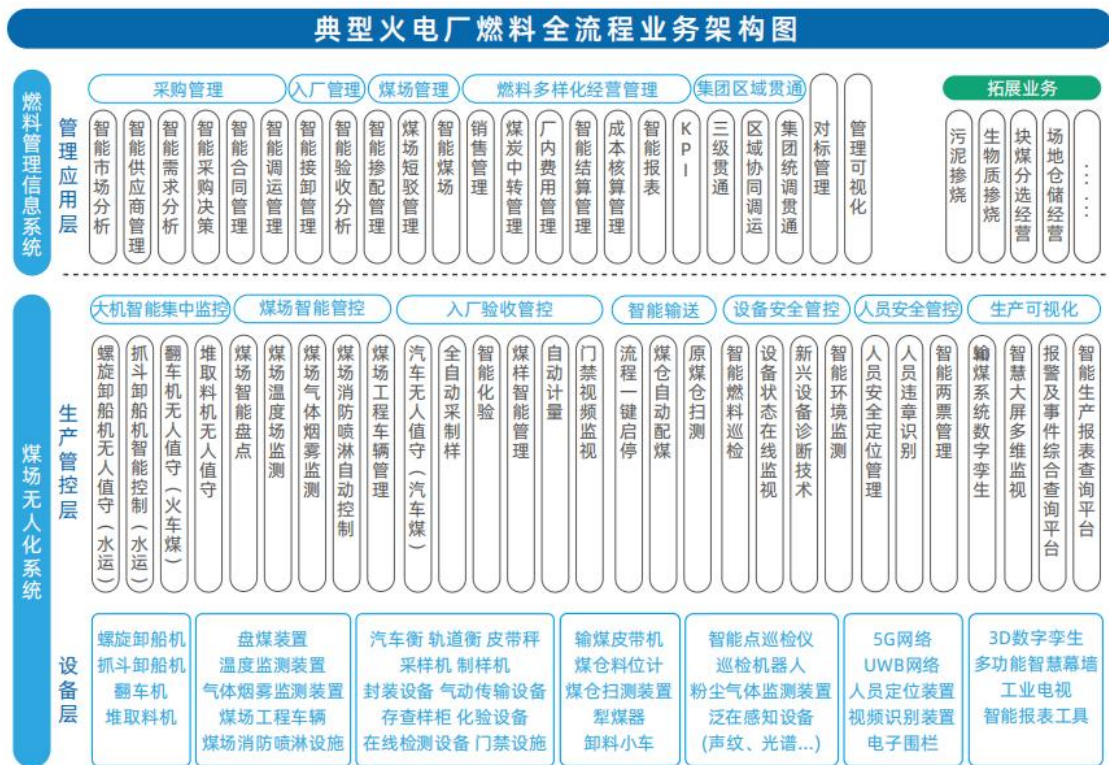 典型火电厂燃料全流程业务架构图
燃料管理信息系统
管理应用层
采购管理
入厂管理
煤场管理
燃料多样化经营管理
集团区域贯通
拓展业务
智能市场分析
智能供应商管理
智能需求分析
智能采购决策
智能合同管理
智能调运管理
智能接卸管理
智能验收分析
智能掺配管理
煤场短驳管理
智能煤场
销售管理
煤炭中转管理
厂内费用管理
智能结算管理
成本核算管理
智能报表
KPI
三级贯通
区域协同调运
集团统调贯通
对标管理
管理可视化
污泥掺烧
生物质掺烧
块煤分选经营
场地仓储经营
……
煤场无人化系统
生产管控层
大机智能集中监控
煤场智能管控
入厂验收管控
智能输送
设备安全管控
人员安全管控
生产可视化
螺旋卸船机无人值守（水运）
抓斗卸船机智能控制（水运）
翻车机无人值守（火车煤）
堆取料机无人值守
煤场智能盘点
煤场温度场监测
煤场气体烟雾监测
煤场消防喷淋自动控制
煤场工程车辆管理
汽车无人值守（汽车煤）
全自动采制样
智能化验
煤样智能管理
自动计量
门禁视频监视
流程一键启停
煤仓自动配煤
原煤仓扫测
智能燃料巡检
设备状态在线监视
新兴设备诊断技术
智能环境监测
人员安全定位管理
人员违章识别
智能两票管理
输煤系统数字孪生
智慧大屏多维监视
报警及事件综合查询平台
智能生产报表查询平台
设备层
螺旋卸船机
抓斗卸船机
翻车机
堆取料机
盘煤装置
温度监测装置
气体烟雾监测装置
煤场工程车辆
煤场消防喷淋设施
汽车衡 轨道衡 皮带秤
采样机 制样机
封装设备 气动传输设备
存查样柜 化验设备
在线检测设备 门禁设施
输煤皮带机
煤仓料位计
煤仓扫测装置
犁煤器
卸料小车
智能点巡检仪
巡检机器人
粉尘气体监测装置
泛在感知设备
(声纹、光谱...)
5G网络
UWB网络
人员定位装置
视频识别装置
电子围栏
3D数字孪生
多功能智慧幕墙
工业电视
智能报表工具